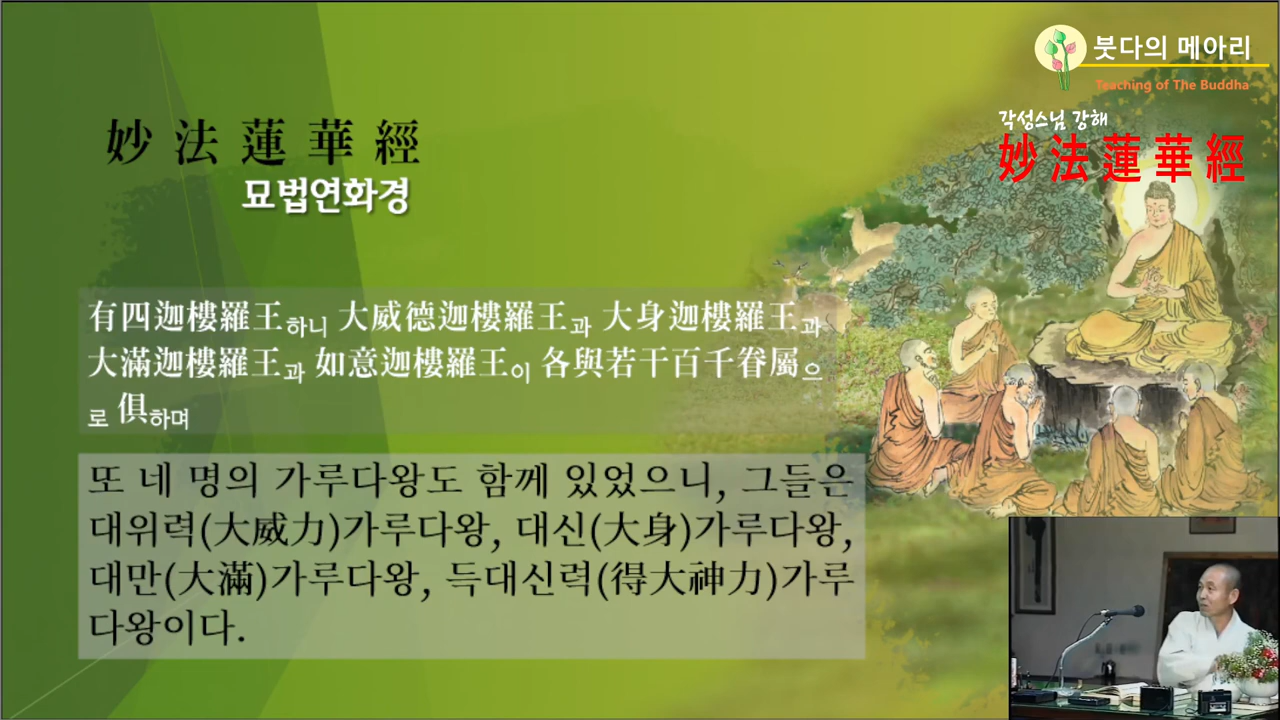 붓다의 메아리
Teaching of The Buddha
각성스님 강해
妙法蓮華經
妙法蓮華經
묘법연화경
有四迦樓羅王하니 大威德迦樓羅王과 大身迦樓羅王과
大滿迦樓羅王과 如意迦樓羅王이 各與若干百千眷屬으
로 俱하며
또 네 명의 가루다왕도 함께 있었으니, 그들은
대위력(大威力)가루다왕, 대신(大身)가루다왕,
대만(大滿)가루다왕, 득대신력(得大神力)가루
다왕이다.